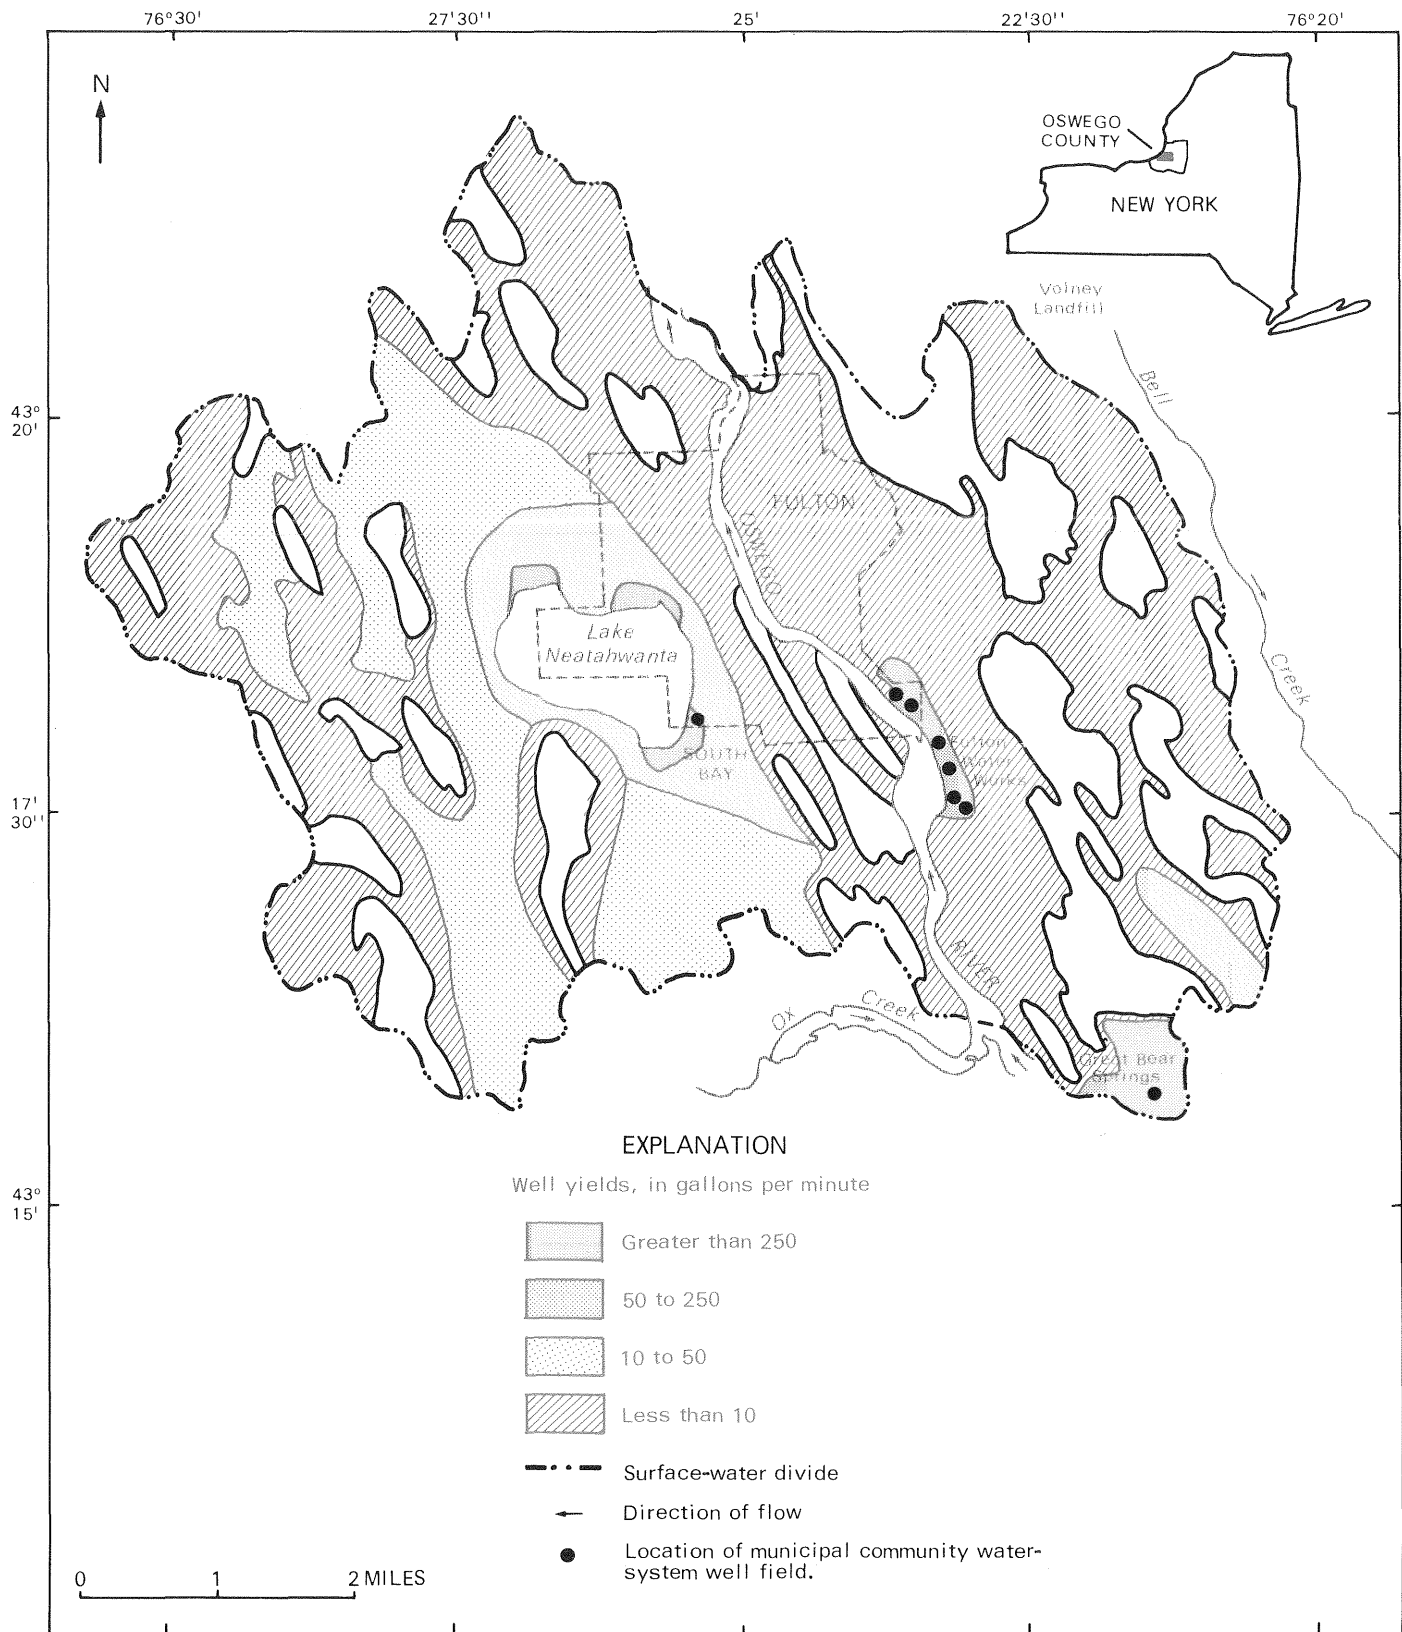 76°30'
27'30''
25'
22'30''
76°20'
N
OSWEGO
COUNTY
NEW YORK
Volney
Landfill
Bell
Creek
43°
20'
FULTON
OSWEGO
Lake
Neatahwanta
SOUTH
BAY
Fulton
Water
Works
17'
30''
RIVER
Ox
Creek
Great Bear
Springs
EXPLANATION
Well yields, in gallons per minute
43°
15'
Greater than 250
50 to 250
10 to 50
Less than 10
Surface-water divide
Direction of flow
Location of municipal community water-
system well field.
0 1 2 MILES